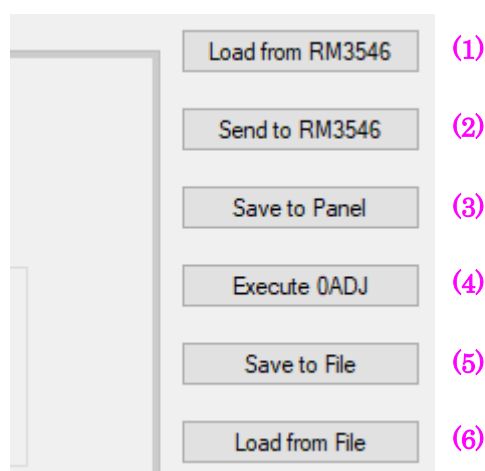 Load from RM3546 (1)
Send to RM3546 (2)
Save to Panel (3)
Execute 0ADJ (4)
Save to File (5)
Load from File (6)